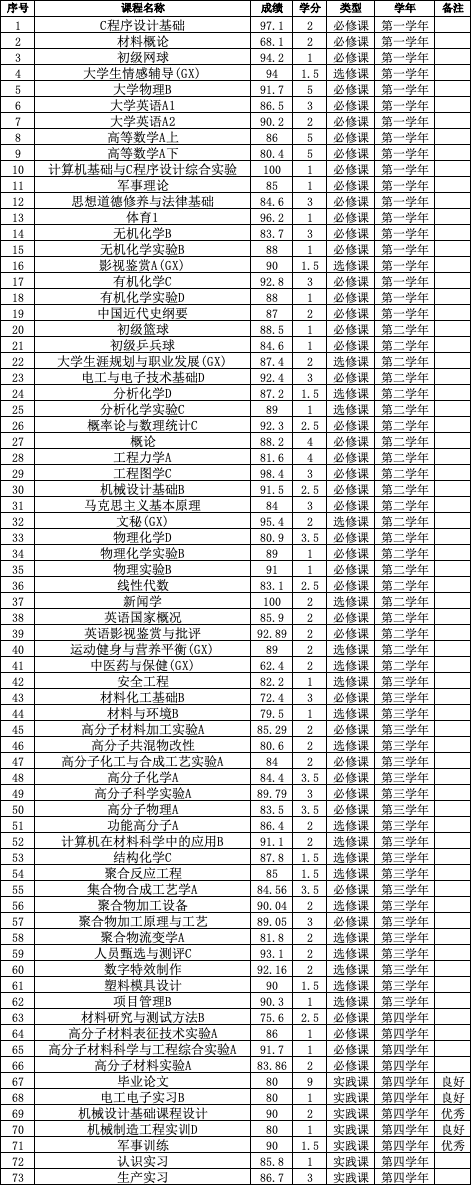 序号 课程名称 成绩 学分 类型 学年 备注
1 C程序设计基础 97.1 2 必修课 第一学年
2 材料概论 68.1 2 必修课 第一学年
3 初级网球 94.2 1 必修课 第一学年
4 大学生情感辅导(GX) 94 1.5 选修课 第一学年
5 大学物理B 91.7 5 必修课 第一学年
6 大学英语A1 86.5 3 必修课 第一学年
7 大学英语A2 90.2 2 必修课 第一学年
8 高等数学A上 86 5 必修课 第一学年
9 高等数学A下 80.4 5 必修课 第一学年
10 计算机基础与C程序设计综合实验 100 1 必修课 第一学年
11 军事理论 85 1 必修课 第一学年
12 思想道德修养与法律基础 84.6 3 必修课 第一学年
13 体育1 96.2 1 必修课 第一学年
14 无机化学B 83.7 3 必修课 第一学年
15 无机化学实验B 88 1 必修课 第一学年
16 影视鉴赏A(GX) 90 1.5 选修课 第一学年
17 有机化学C 92.8 3 必修课 第一学年
18 有机化学实验D 88 1 必修课 第一学年
19 中国近代史纲要 87 2 必修课 第一学年
20 初级篮球 88.5 1 必修课 第二学年
21 初级乒乓球 84.6 1 必修课 第二学年
22 大学生涯规划与职业发展(GX) 87.4 2 选修课 第二学年
23 电工与电子技术基础D 92.4 3 必修课 第二学年
24 分析化学D 87.2 1.5 选修课 第二学年
25 分析化学实验C 89 1 选修课 第二学年
26 概率论与数理统计C 92.3 2.5 必修课 第二学年
27 概论 88.2 4 必修课 第二学年
28 工程力学A 81.6 4 必修课 第二学年
29 工程图学C 98.4 3 必修课 第二学年
30 机械设计基础B 91.5 2.5 必修课 第二学年
31 马克思主义基本原理 84 3 必修课 第二学年
32 文秘(GX) 95.4 2 选修课 第二学年
33 物理化学D 80.9 3.5 必修课 第二学年
34 物理化学实验B 89 1 必修课 第二学年
35 物理实验B 91 1 必修课 第二学年
36 线性代数 83.1 2.5 必修课 第二学年
37 新闻学 100 2 选修课 第二学年
38 英语国家概况 85.9 2 必修课 第二学年
39 英语影视鉴赏与批评 92.89 2 必修课 第二学年
40 运动健身与营养平衡(GX) 89 2 选修课 第二学年
41 中医药与保健(GX) 62.4 2 选修课 第二学年
42 安全工程 82.2 1 选修课 第三学年
43 材料化工基础B 72.4 3 必修课 第三学年
44 材料与环境B 79.5 1 选修课 第三学年
45 高分子材料加工实验A 85.29 2 必修课 第三学年
46 高分子共混物改性 80.6 2 选修课 第三学年
47 高分子化工与合成工艺实验A 84 2 必修课 第三学年
48 高分子化学A 84.4 3.5 必修课 第三学年
49 高分子科学实验A 89.79 3 必修课 第三学年
50 高分子物理A 83.5 3.5 必修课 第三学年
51 功能高分子A 86.4 2 选修课 第三学年
52 计算机在材料科学中的应用B 91.1 2 选修课 第三学年
53 结构化学C 87.8 1.5 选修课 第三学年
54 聚合反应工程 85 1.5 选修课 第三学年
55 集合物合成工艺学A 84.56 3.5 必修课 第三学年
56 聚合物加工设备 90.04 2 选修课 第三学年
57 聚合物加工原理与工艺 89.05 3 必修课 第三学年
58 聚合物流变学A 81.8 2 选修课 第三学年
59 人员甄选与测评C 93.1 2 选修课 第三学年
60 数字特效制作 92.16 2 选修课 第三学年
61 塑料模具设计 90 1.5 选修课 第三学年
62 项目管理B 90.3 1 选修课 第三学年
63 材料研究与测试方法B 75.6 2.5 必修课 第四学年
64 高分子材料表征技术实验A 86 1 必修课 第四学年
65 高分子材料科学与工程综合实验A 91.7 1 必修课 第四学年
66 高分子材料实验A 83.86 2 必修课 第四学年
67 毕业论文 80 9 实践课 第四学年 良好
68 电工电子实习B 80 1 实践课 第四学年 良好
69 机械设计基础课程设计 90 2 实践课 第四学年 优秀
70 机械制造工程实训D 80 1 实践课 第四学年 良好
71 军事训练 90 1.5 实践课 第四学年 优秀
72 认识实习 85.8 1 实践课 第四学年
73 生产实习 86.7 3 实践课 第四学年